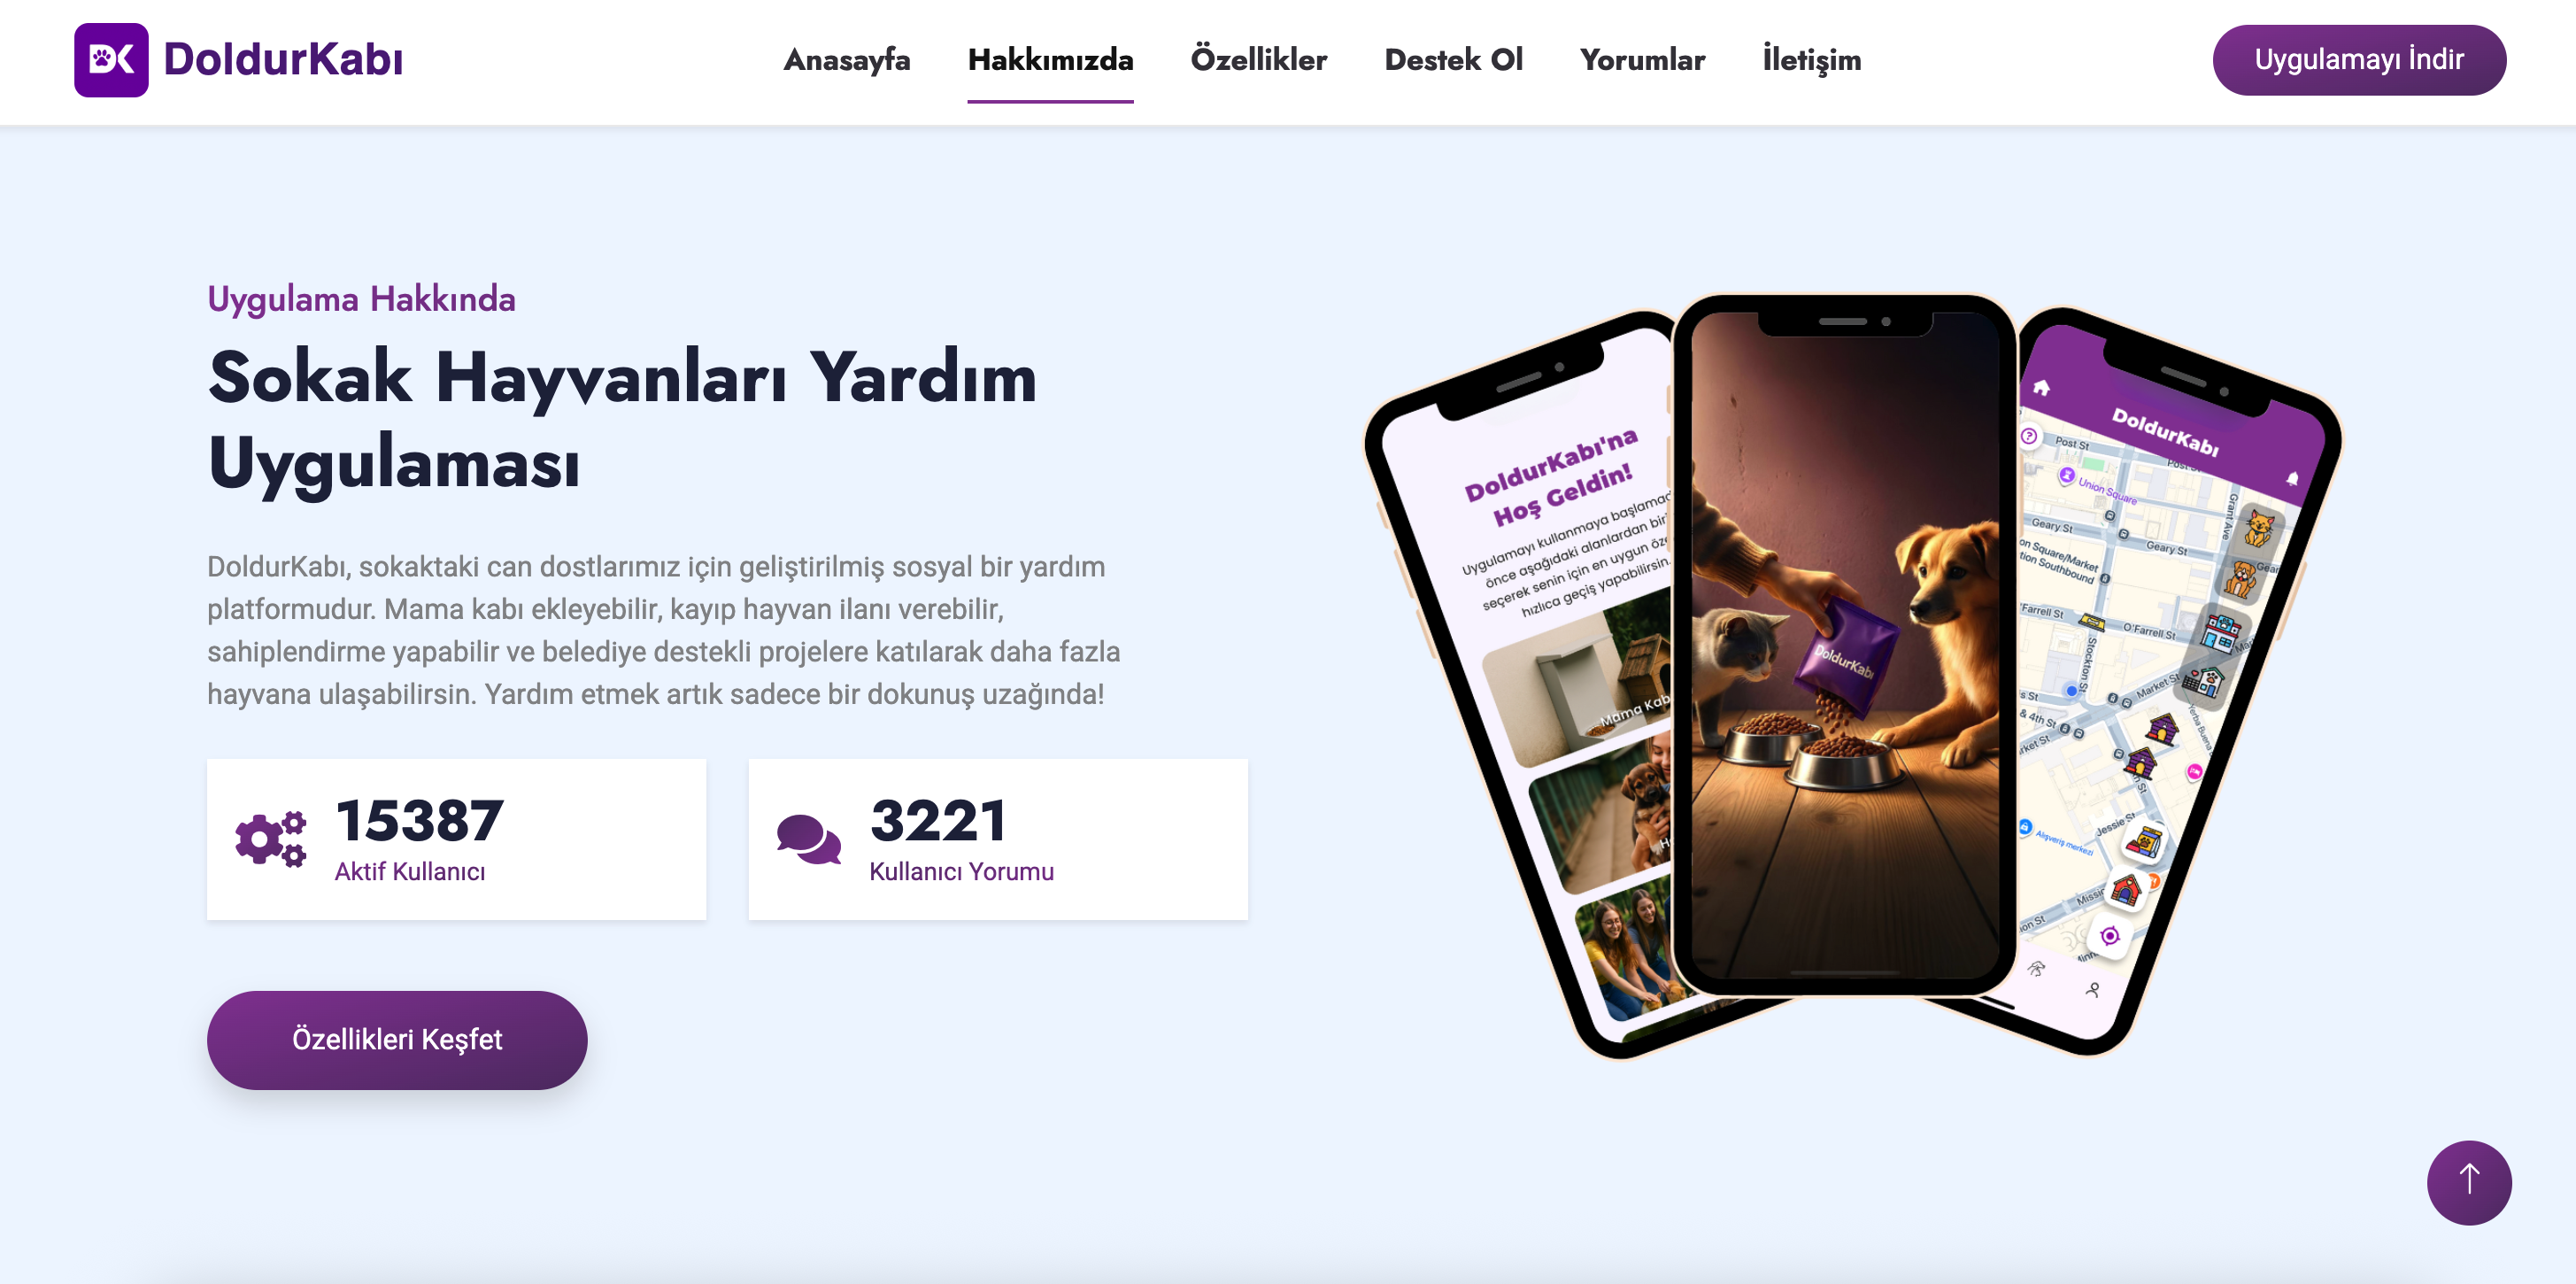 DK DoldurKabı
Anasayfa Hakkımızda Özellikler Destek Ol Yorumlar İletişim
Uygulamayı İndir
Uygulama Hakkında
Sokak Hayvanları Yardım
Uygulaması
DoldurKabı, sokaktaki can dostlarımız için geliştirilmiş sosyal bir yardım
platformudur. Mama kabı ekleyebilir, kayıp hayvan ilanı verebilir,
sahiplendirme yapabilir ve belediye destekli projelere katılarak daha fazla
hayvana ulaşabilirsin. Yardım etmek artık sadece bir dokunuş uzağında!
15387
Aktif Kullanıcı
3221
Kullanıcı Yorumu
Özellikleri Keşfet
DoldurKabı'na
Hoş Geldin!
Uygulamayı kullanmaya başlamad
önce aşağıdaki alanlardan bir
seçerek senin için en uygun öz
hızlıca geçiş yapabilirsin.
Mama Kab
DoldurKabı
DoldurKabı
Post St
Post St
Union Square
Geary St
Geary St
Grant Ave
on Square/Market
tion Southbound
O'Farrell St
O'Farrell St
Stockton St
Market St
& 4th St
Yerba Buena
Jessie St
Alışveriş merkezi